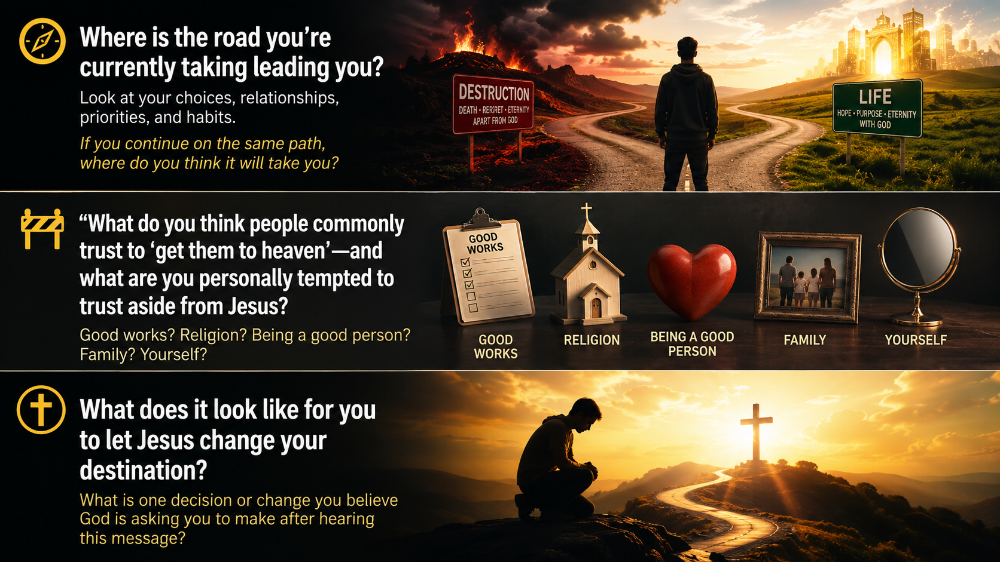 Where is the road you're
currently taking leading you?
Look at your choices, relationships,
priorities, and habits.
If you continue on the same path,
where do you think it will take you?
DESTRUCTION
DEATH • REGRET • ETERNITY
APART FROM GOD
LIFE
HOPE • PURPOSE • ETERNITY
WITH GOD
“What do you think people commonly
trust to ‘get them to heaven’—and
what are you personally tempted to
trust aside from Jesus?
Good works? Religion? Being a good person?
Family? Yourself?
GOOD
WORKS
GOOD
WORKS
RELIGION
BEING A GOOD
PERSON
FAMILY
YOURSELF
What does it look like for you
to let Jesus change your
destination?
What is one decision or change you believe
God is asking you to make after hearing
this message?